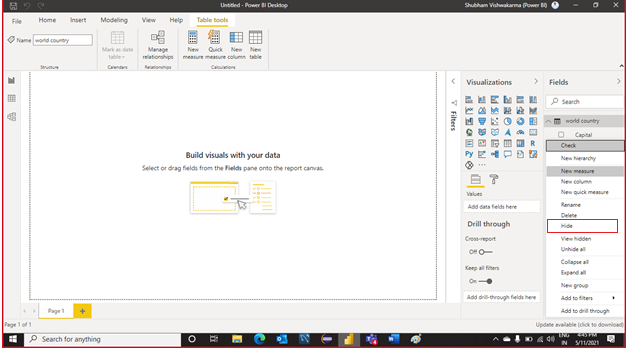 Untitled - Power BI Desktop
Shubham Vishwakarma (Power BI)
File Home Insert Modeling View Help Table tools
Name world country
Mark as date table
Manage relationships
New measure
Quick measure
New column
New table
Structure Calendars Relationships Calculations
Build visuals with your data
Select or drag fields from the Fields pane onto the report canvas.
Filters
Visualizations
Values
Add data fields here
Drill through
Cross-report
Off
Keep all filters
On
Add drill-through fields here
Fields
Search
world country
Capital
Check
New hierarchy
New measure
New column
New quick measure
Rename
Delete
Hide
View hidden
Unhide all
Collapse all
Expand all
New group
Add to filters
Add to drill through
Page 1
Page 1 of 1
Update available (click to download)
Search for anything
ENG
IN
4:45 PM
5/11/2021